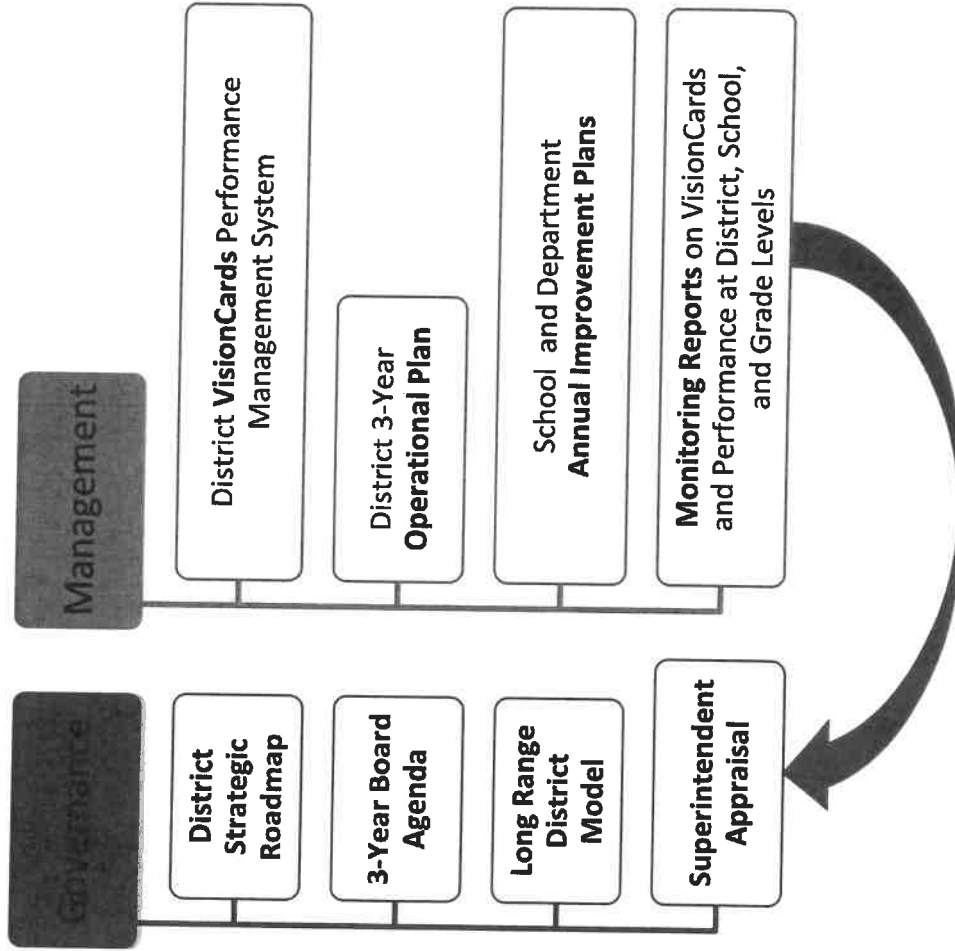 Governance
District
Strategic
Roadmap
3-Year Board
Agenda
Long Range
District
Model
Superintendent
Appraisal
Management
District VisionCards Performance
Management System
District 3-Year
Operational Plan
School and Department
Annual Improvement Plans
Monitoring Reports on VisionCards
and Performance at District, School,
and Grade Levels